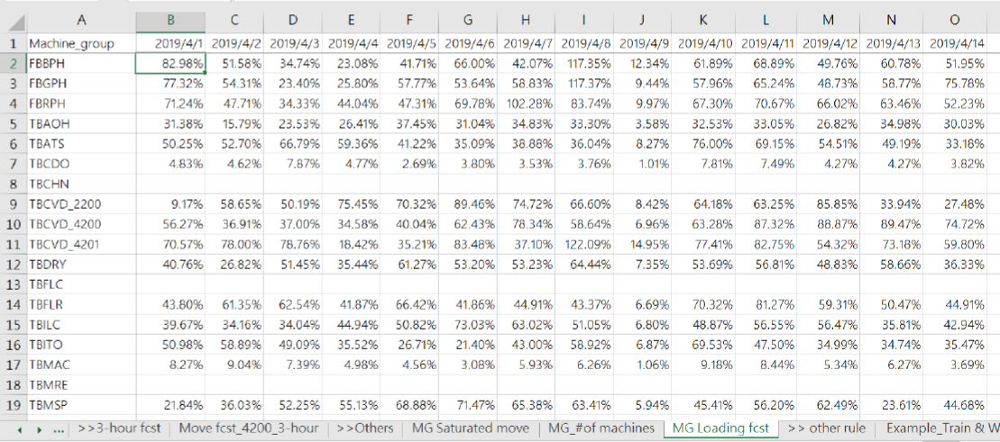 A B C D E F G H I J K L M N O
1 Machine_group 2019/4/1 2019/4/2 2019/4/3 2019/4/4 2019/4/5 2019/4/6 2019/4/7 2019/4/8 2019/4/9 2019/4/10 2019/4/11 2019/4/12 2019/4/13 2019/4/14
2 FBBPH 82.98% 51.58% 34.74% 23.08% 41.71% 66.00% 42.07% 117.35% 12.34% 61.89% 68.89% 49.76% 60.78% 51.95%
3 FBGPH 77.32% 54.31% 23.40% 25.80% 57.77% 53.64% 58.83% 117.37% 9.44% 57.96% 65.24% 48.73% 58.77% 75.78%
4 FBRPH 71.24% 47.71% 34.33% 44.04% 47.31% 69.78% 102.28% 83.74% 9.97% 67.30% 70.67% 66.02% 63.46% 52.23%
5 TBAOH 31.38% 15.79% 23.53% 26.41% 37.45% 31.04% 34.83% 33.30% 3.58% 32.53% 33.05% 26.82% 34.98% 30.03%
6 TBATS 50.25% 52.70% 66.79% 59.36% 41.22% 35.09% 38.88% 36.04% 8.27% 76.00% 69.15% 54.51% 49.19% 33.18%
7 TBCDO 4.83% 4.62% 7.87% 4.77% 2.69% 3.80% 3.53% 3.76% 1.01% 7.81% 7.49% 4.27% 4.27% 3.82%
8 TBCHN
9 TBCVD_2200 9.17% 58.65% 50.19% 75.45% 70.32% 89.46% 74.72% 66.60% 8.42% 64.18% 63.25% 85.85% 33.94% 27.48%
10 TBCVD_4200 56.27% 36.91% 37.00% 34.58% 40.04% 62.43% 78.34% 58.64% 6.96% 63.28% 87.32% 88.87% 89.47% 74.72%
11 TBCVD_4201 70.57% 78.00% 78.76% 18.42% 35.21% 83.48% 37.10% 122.09% 14.95% 77.41% 82.75% 54.32% 73.18% 59.80%
12 TBDRY 40.76% 26.82% 51.45% 35.44% 61.27% 53.20% 53.23% 64.44% 7.35% 53.69% 56.81% 48.83% 58.66% 36.33%
13 TBFLC
14 TBFLR 43.80% 61.35% 62.54% 41.87% 66.42% 41.86% 44.91% 43.37% 6.69% 70.32% 81.27% 59.31% 50.47% 44.91%
15 TBILC 39.67% 34.16% 34.04% 44.94% 50.82% 73.03% 63.02% 51.05% 6.80% 48.87% 56.55% 56.47% 35.81% 42.94%
16 TBITO 50.98% 58.89% 49.09% 35.52% 26.71% 21.40% 43.00% 58.92% 6.87% 69.53% 47.50% 34.99% 34.74% 35.47%
17 TBMAC 8.27% 9.04% 7.39% 4.98% 4.56% 3.08% 5.93% 6.26% 1.06% 9.18% 8.44% 5.34% 6.27% 3.69%
18 TBMRE
19 TBMSP 21.84% 36.03% 52.25% 55.13% 68.88% 71.47% 65.38% 63.41% 5.94% 45.41% 56.20% 62.49% 23.61% 44.68%
... >>3-hour fcst Move fcst_4200_3-hour >>Others MG Saturated move MG_#of machines MG Loading fcst >> other rule Example_Train & W